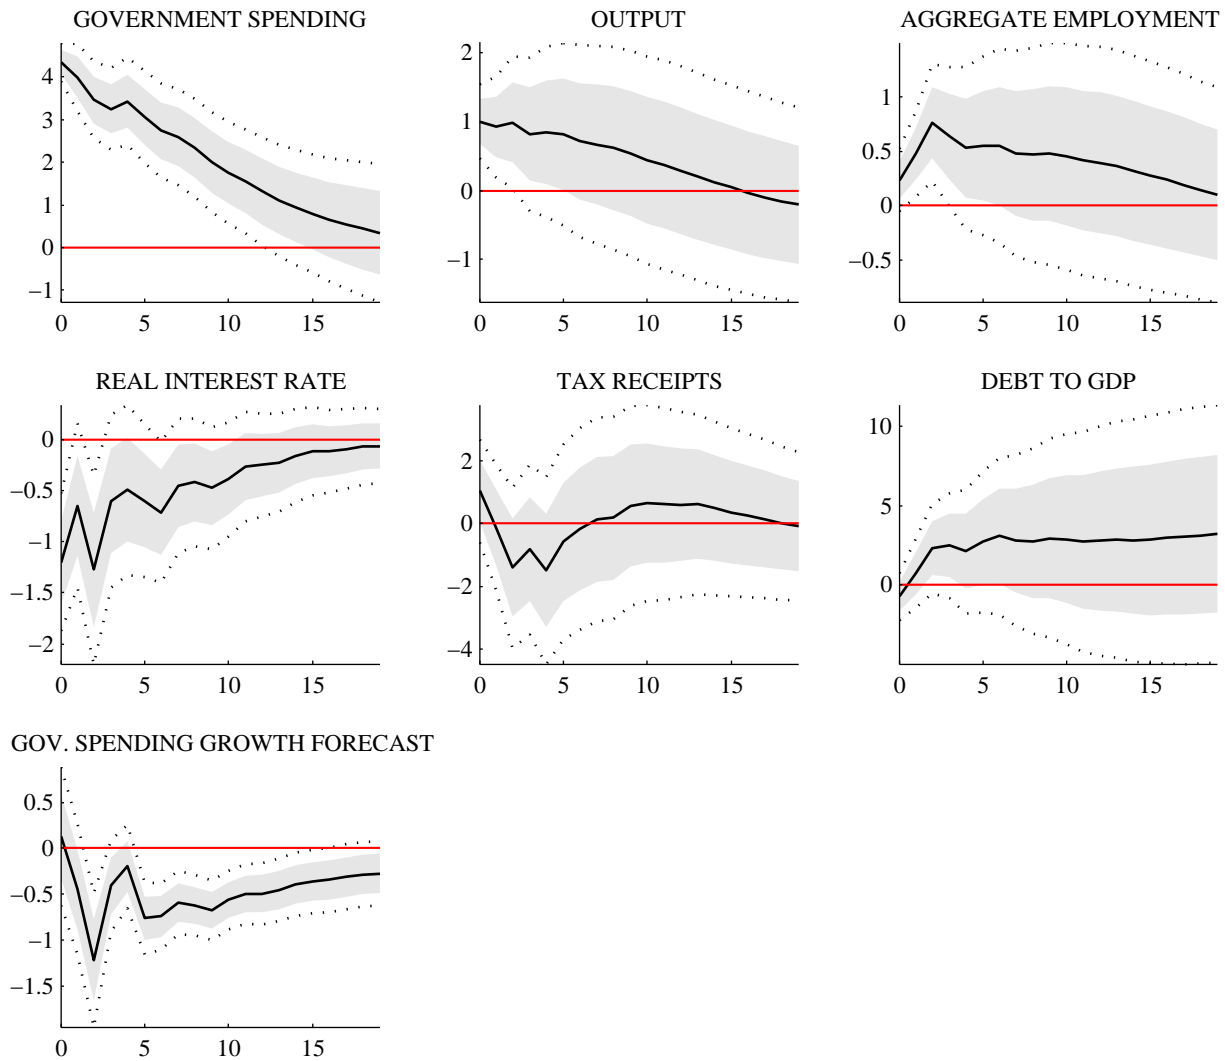 GOVERNMENT SPENDING
4
3
2
1
0
−1
0 5 10 15
OUTPUT
2
1
0
−1
0 5 10 15
AGGREGATE EMPLOYMENT
1
0.5
0
−0.5
0 5 10 15
REAL INTEREST RATE
0
−0.5
−1
−1.5
−2
0 5 10 15
TAX RECEIPTS
2
0
−2
−4
0 5 10 15
DEBT TO GDP
10
5
0
0 5 10 15
GOV. SPENDING GROWTH FORECAST
0.5
0
−0.5
−1
−1.5
0 5 10 15